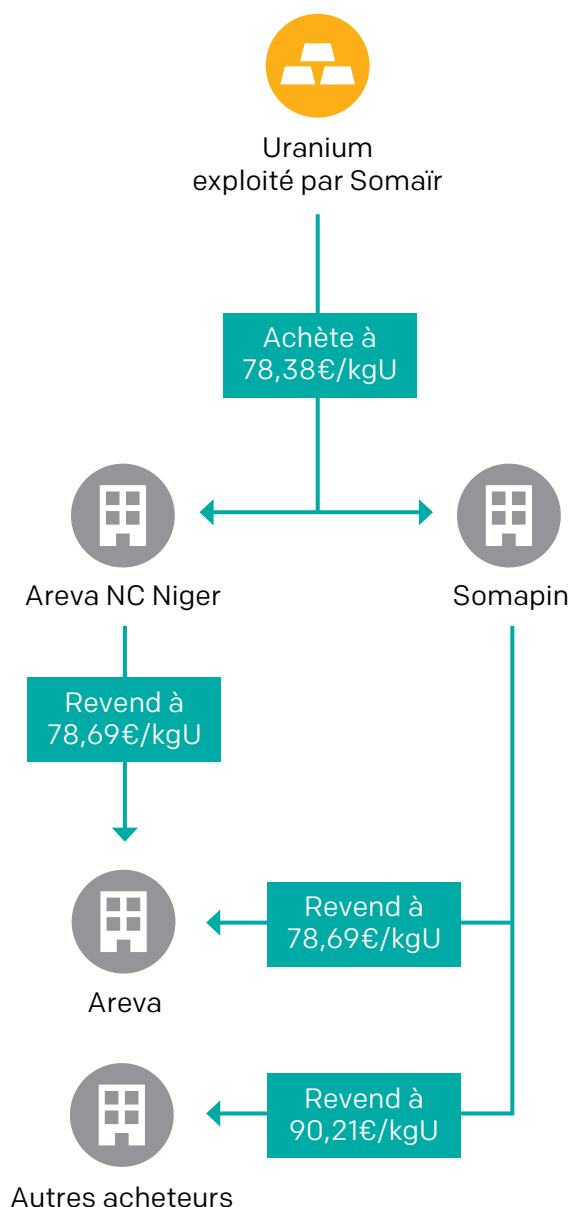 Uranium
exploité par Somaïr
Achète à
78,38€/kgU
Areva NC Niger
Somapin
Revend à
78,69€/kgU
Revend à
78,69€/kgU
Areva
Revend à
90,21€/kgU
Autres acheteurs